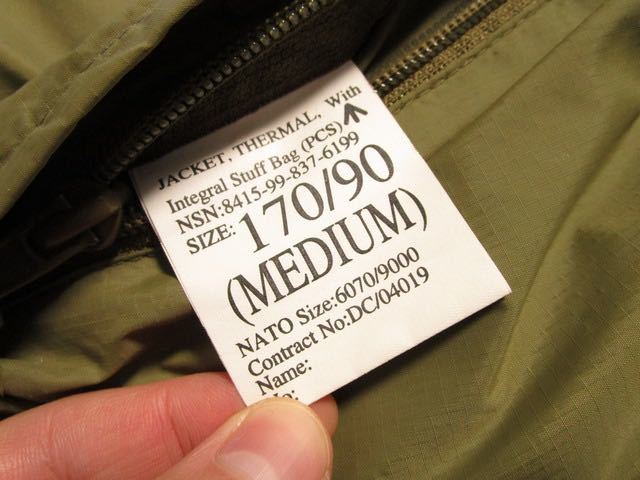 JACKET, THERMAL, With
Integral Stuff Bag (PCS)
NSN:8415-99-837-6199
SIZE: 170/90
(MEDIUM)
NATO Size:6070/9000
Contract No:DC/04019
Name:
No: